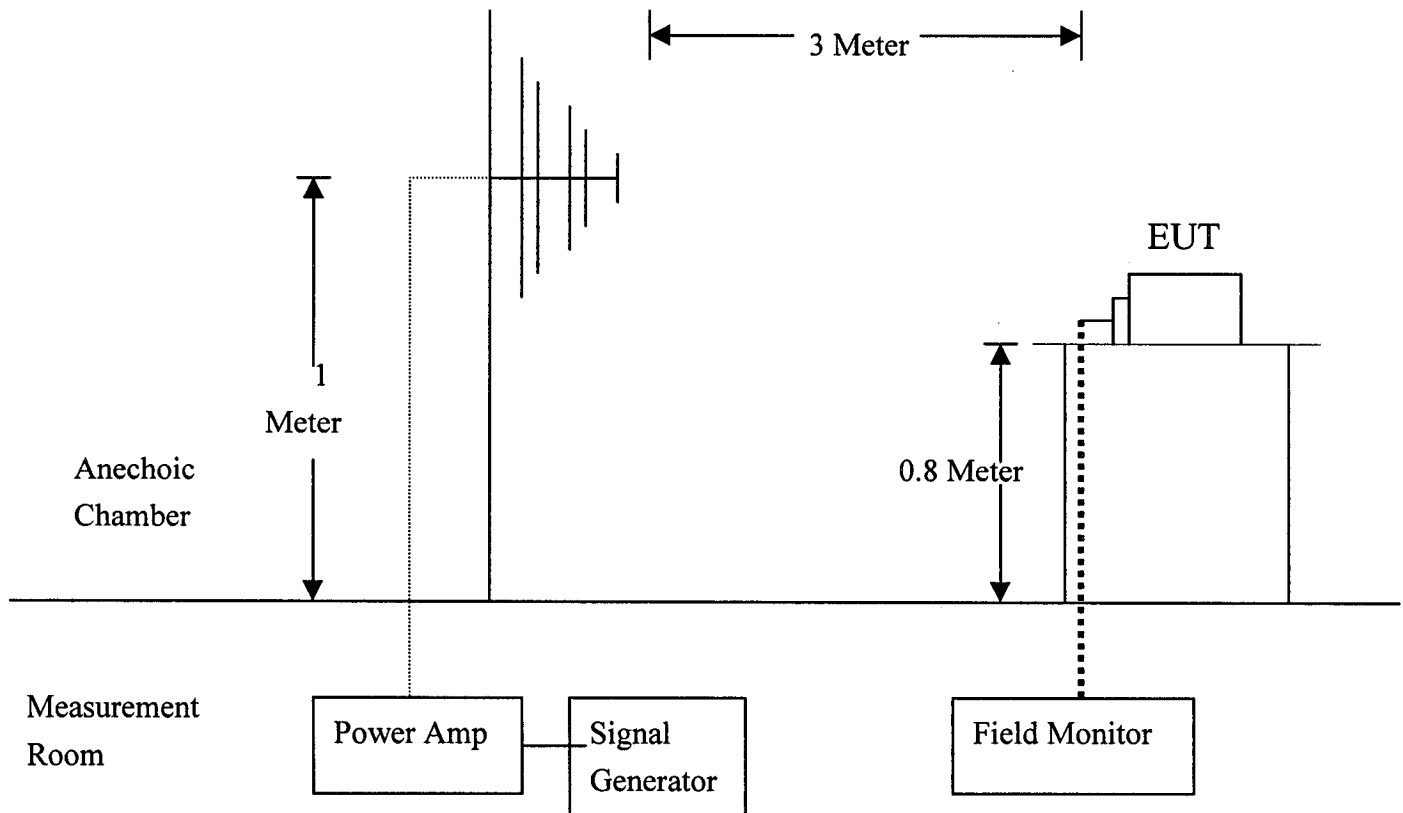 3 Meter
EUT
1
Meter
0.8 Meter
Anechoic
Chamber
Measurement
Room
Power Amp
Signal
Generator
Field Monitor